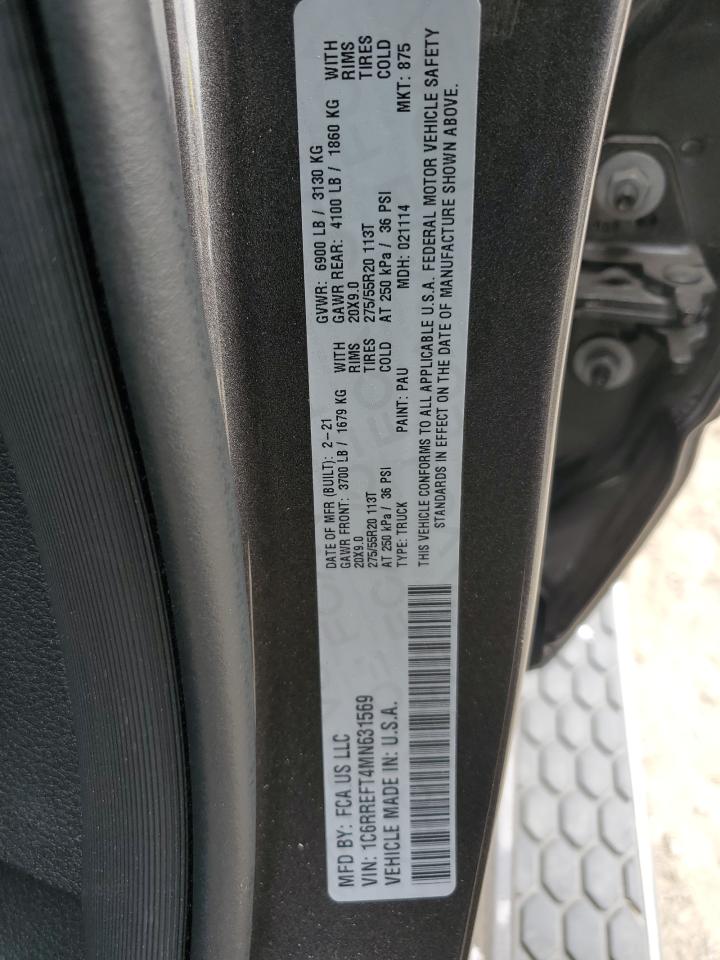 MFD BY: FCA US LLC
DATE OF MFR (BUILT): 2-21
GVWR: 6900 LB / 3130 KG
GAWR FRONT: 3700 LB / 1679 KG WITH
GAWR REAR: 4100 LB / 1860 KG WITH
20X9.0 RIMS
20X9.0 RIMS
275/55R20 113T TIRES
275/55R20 113T TIRES
AT 250 kPa / 36 PSI COLD
AT 250 kPa / 36 PSI COLD
VIN: 1C6RREFT4MN631569
TYPE: TRUCK PAINT: PAU MDH: 021114 MKT: 875
VEHICLE MADE IN: U.S.A.
THIS VEHICLE CONFORMS TO ALL APPLICABLE U.S.A. FEDERAL MOTOR VEHICLE SAFETY
STANDARDS IN EFFECT ON THE DATE OF MANUFACTURE SHOWN ABOVE.